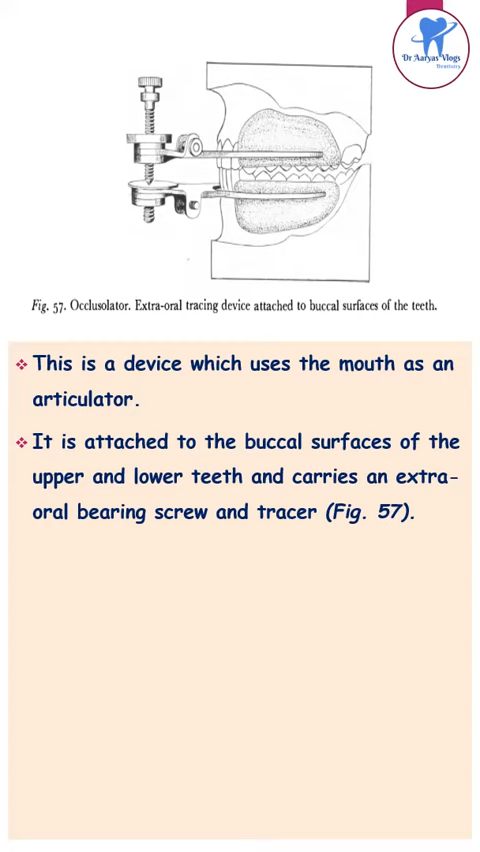 Dr Aaryas Vlogs
Dentistry
Fig. 57. Occlusolator. Extra-oral tracing device attached to buccal surfaces of the teeth.
❖ This is a device which uses the mouth as an
articulator.
❖ It is attached to the buccal surfaces of the
upper and lower teeth and carries an extra-
oral bearing screw and tracer (Fig. 57).